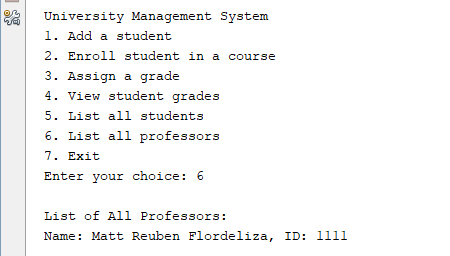 University Management System
1. Add a student
2. Enroll student in a course
3. Assign a grade
4. View student grades
5. List all students
6. List all professors
7. Exit
Enter your choice: 6
List of All Professors:
Name: Matt Reuben Flordeliza, ID: 1111